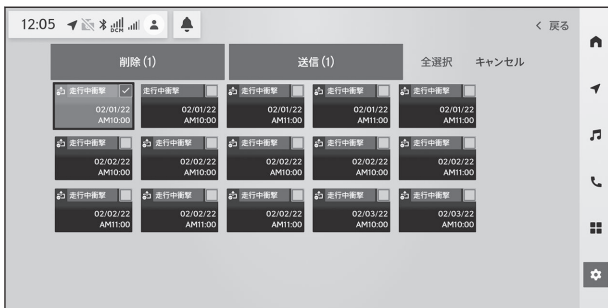 12:05 DCM
戻る
削除(1) 送信(1) 全選択 キャンセル
走行中衝撃 走行中衝撃 走行中衝撃 走行中衝撃 走行中衝撃
02/01/22 02/01/22 02/01/22 02/01/22 02/01/22
AM10:00 AM10:00 AM11:00 AM11:00 AM11:00
走行中衝撃 走行中衝撃 走行中衝撃 走行中衝撃 走行中衝撃
02/02/22 02/02/22 02/02/22 02/02/22 02/02/22
AM10:00 AM10:00 AM10:00 AM10:00 AM11:00
走行中衝撃 走行中衝撃 走行中衝撃 走行中衝撃 走行中衝撃
02/02/22 02/02/22 02/02/22 02/03/22 02/03/22
AM11:00 AM11:00 AM11:00 AM10:00 AM10:00